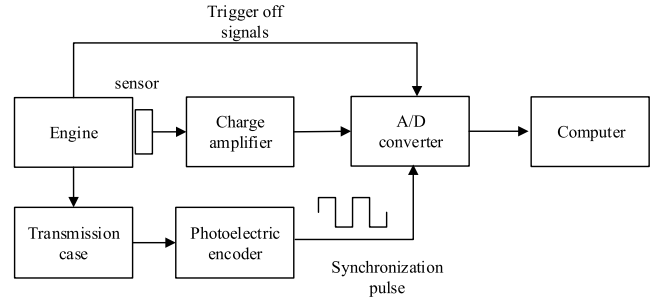 Trigger off
signals
sensor
Engine
Charge
amplifier
A/D
converter
Computer
Transmission
case
Photoelectric
encoder
Synchronization
pulse